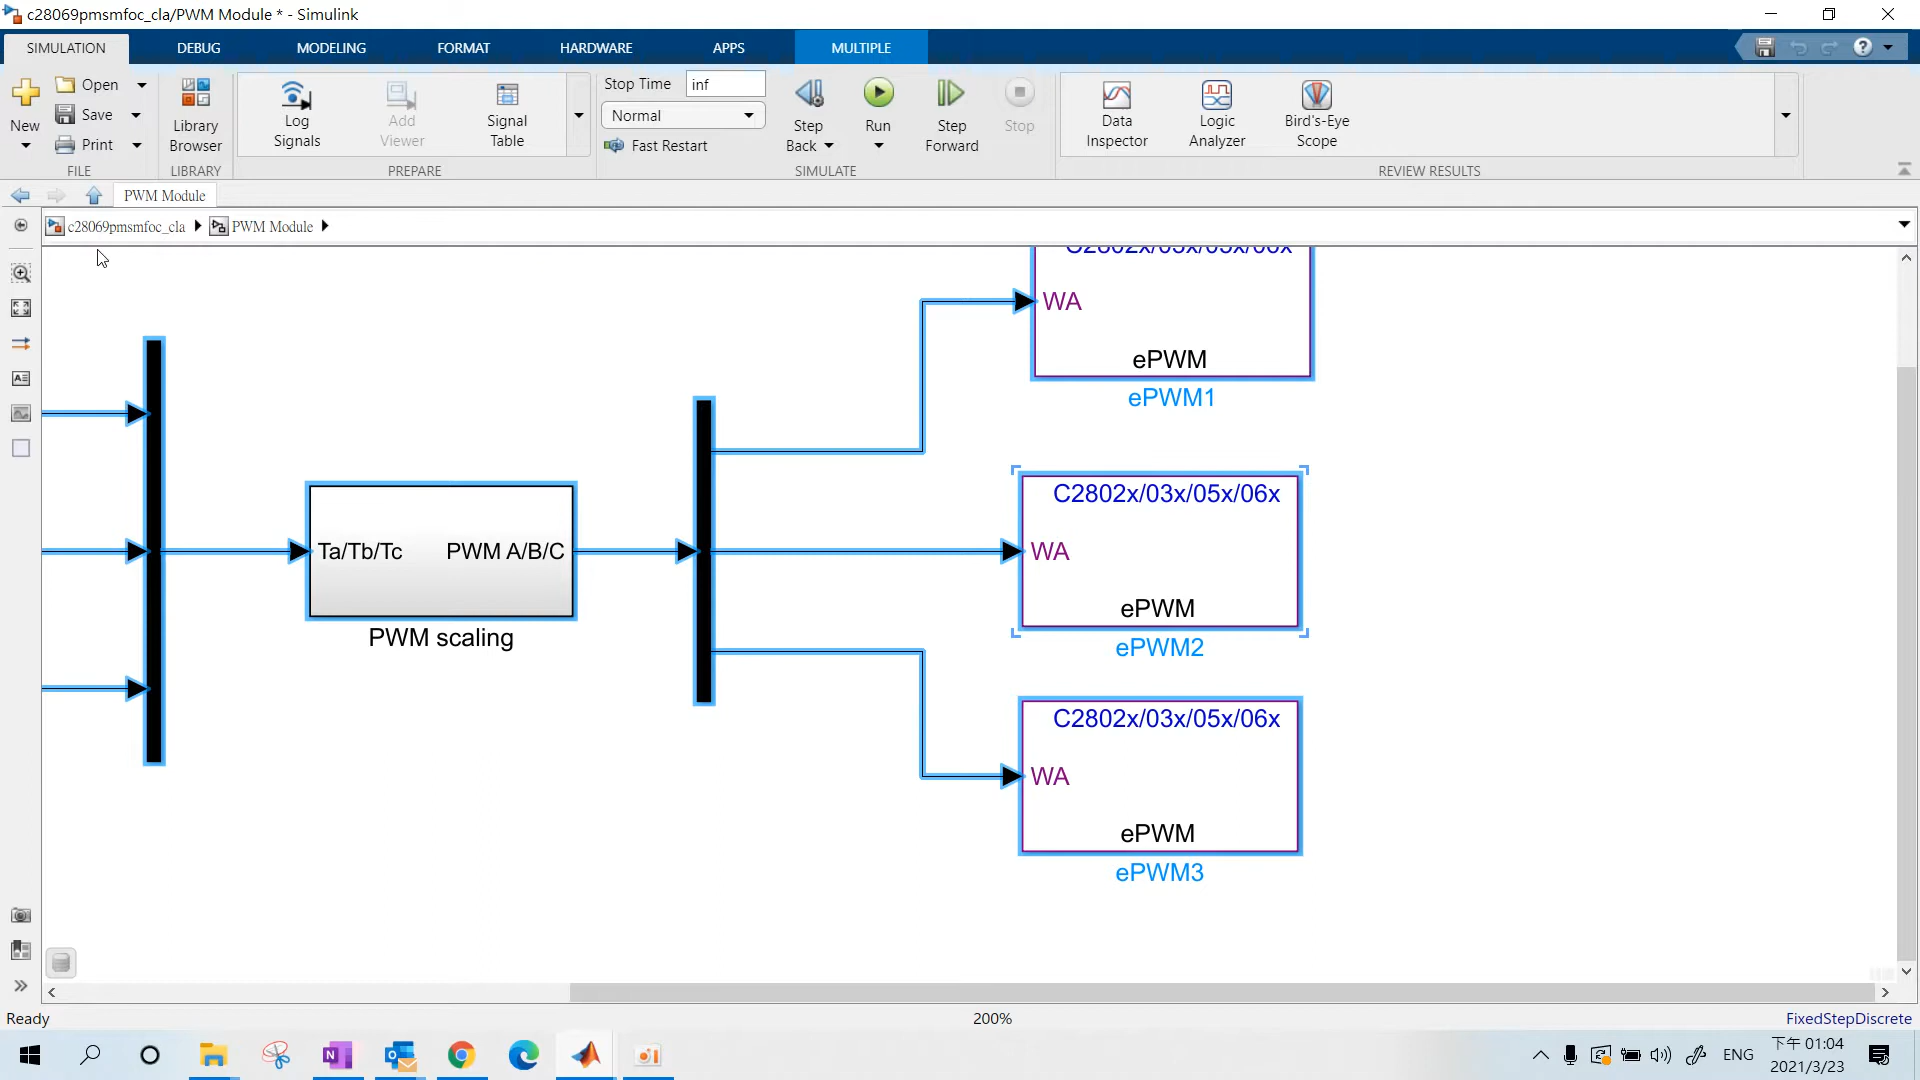 c28069pmsmfoc_cla/PWM Module * - Simulink
SIMULATION
DEBUG
MODELING
FORMAT
HARDWARE
APPS
MULTIPLE
New
Open
Save
Print
FILE
Library
Browser
LIBRARY
Log
Signals
Add
Viewer
Signal
Table
PREPARE
Stop Time
inf
Normal
Fast Restart
Step
Back
Run
Step
Forward
Stop
SIMULATE
Data
Inspector
Logic
Analyzer
Bird's-Eye
Scope
REVIEW RESULTS
PWM Module
c28069pmsmfoc_cla
PWM Module
C2802x/03x/05x/06x
WA
ePWM
ePWM1
Ta/Tb/Tc
PWM A/B/C
PWM scaling
C2802x/03x/05x/06x
WA
ePWM
ePWM2
C2802x/03x/05x/06x
WA
ePWM
ePWM3
Ready
200%
FixedStepDiscrete
ENG
下午 01:04
2021/3/23